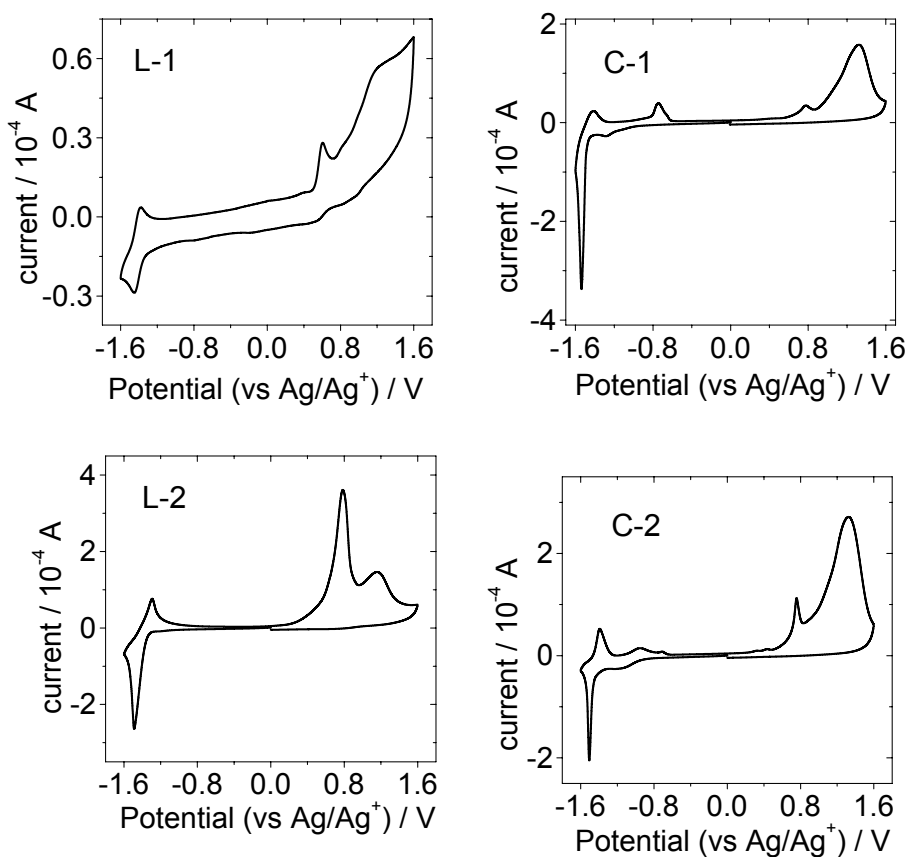 L-1
0.6
0.3
0.0
-0.3
current / 10⁻⁴ A
-1.6 -0.8 0.0 0.8 1.6
Potential (vs Ag/Ag⁺) / V
C-1
2
0
-2
-4
current / 10⁻⁴ A
-1.6 -0.8 0.0 0.8 1.6
Potential (vs Ag/Ag⁺) / V
L-2
4
2
0
-2
current / 10⁻⁴ A
-1.6 -0.8 0.0 0.8 1.6
Potential (vs Ag/Ag⁺) / V
C-2
2
0
-2
current / 10⁻⁴ A
-1.6 -0.8 0.0 0.8 1.6
Potential (vs Ag/Ag⁺) / V